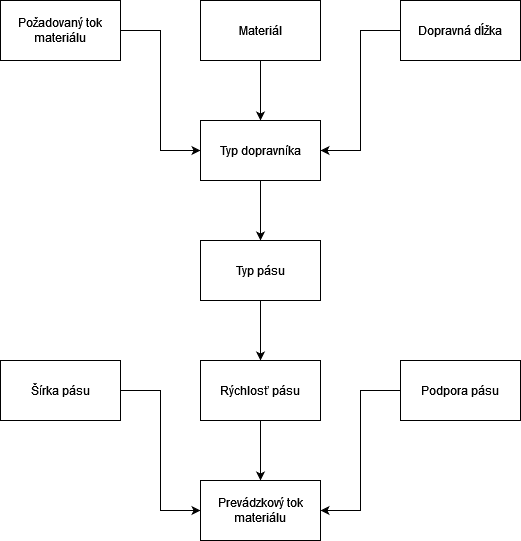 Požadovaný tok
materiálu
Materiál
Dopravná dĺžka
Typ dopravníka
Typ pásu
Šírka pásu
Rýchlosť pásu
Podpora pásu
Prevádzkový tok
materiálu